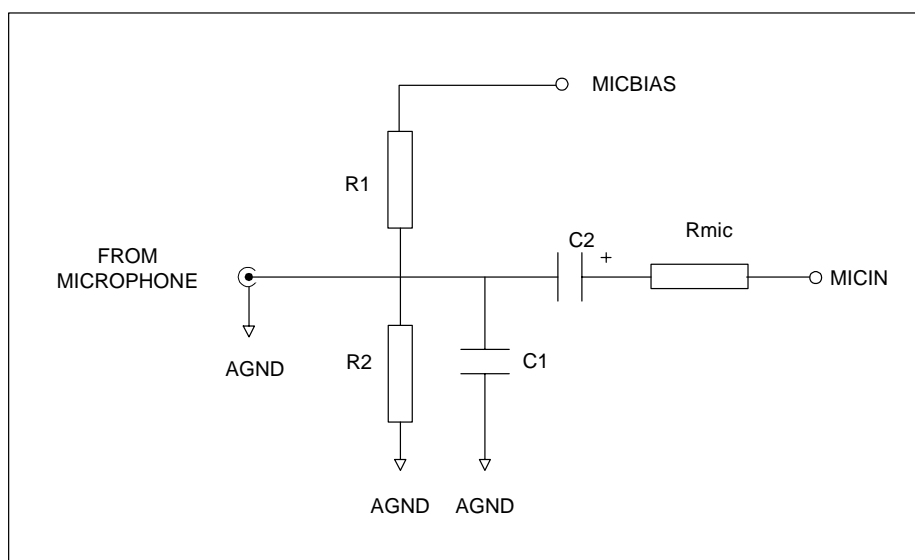 MICBIAS
R1
C2
+
Rmic
FROM
MICROPHONE
MICIN
AGND
R2
C1
AGND
AGND